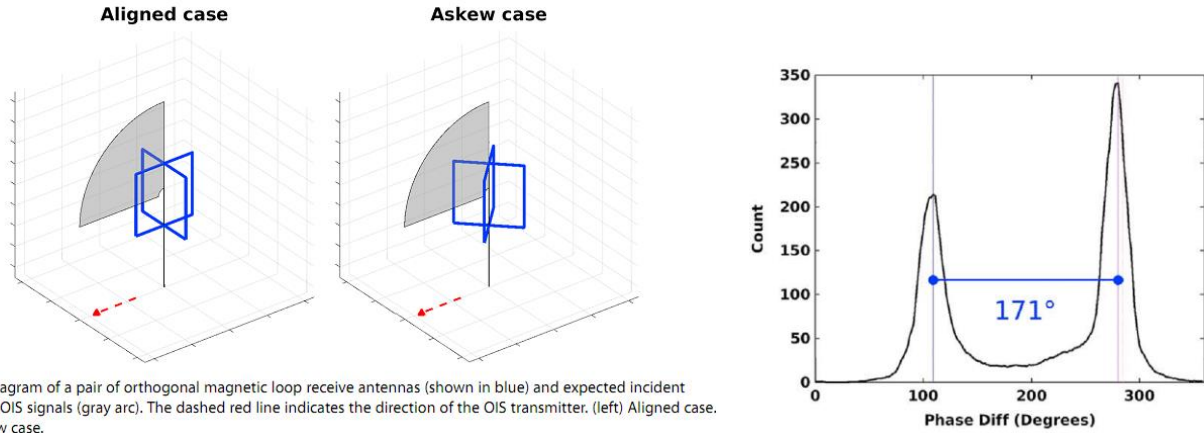 Aligned case
Askew case
agram of a pair of orthogonal magnetic loop receive antennas (shown in blue) and expected incident
OIS signals (gray arc). The dashed red line indicates the direction of the OIS transmitter. (left) Aligned case.
w case.
350
300
250
200
150
100
50
0
Count
171°
0 100 200 300
Phase Diff (Degrees)